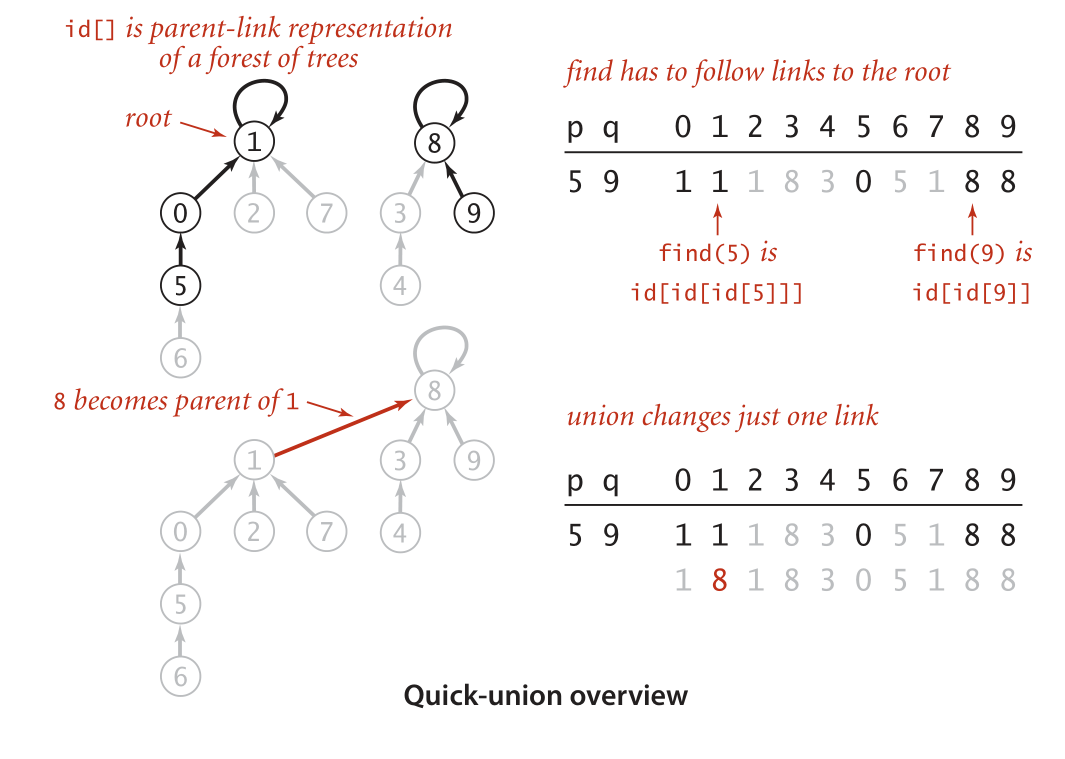 id[] is parent-link representation
of a forest of trees
root
1
8
0
2
7
3
9
5
4
6
find has to follow links to the root
p q 0 1 2 3 4 5 6 7 8 9
5 9 1 1 1 8 3 0 5 1 8 8
find(5) is
id[id[id[5]]]
find(9) is
id[id[9]]
8 becomes parent of 1
8
1
3
9
0
2
7
4
5
6
union changes just one link
p q 0 1 2 3 4 5 6 7 8 9
5 9 1 1 1 8 3 0 5 1 8 8
1 8 1 8 3 0 5 1 8 8
Quick-union overview